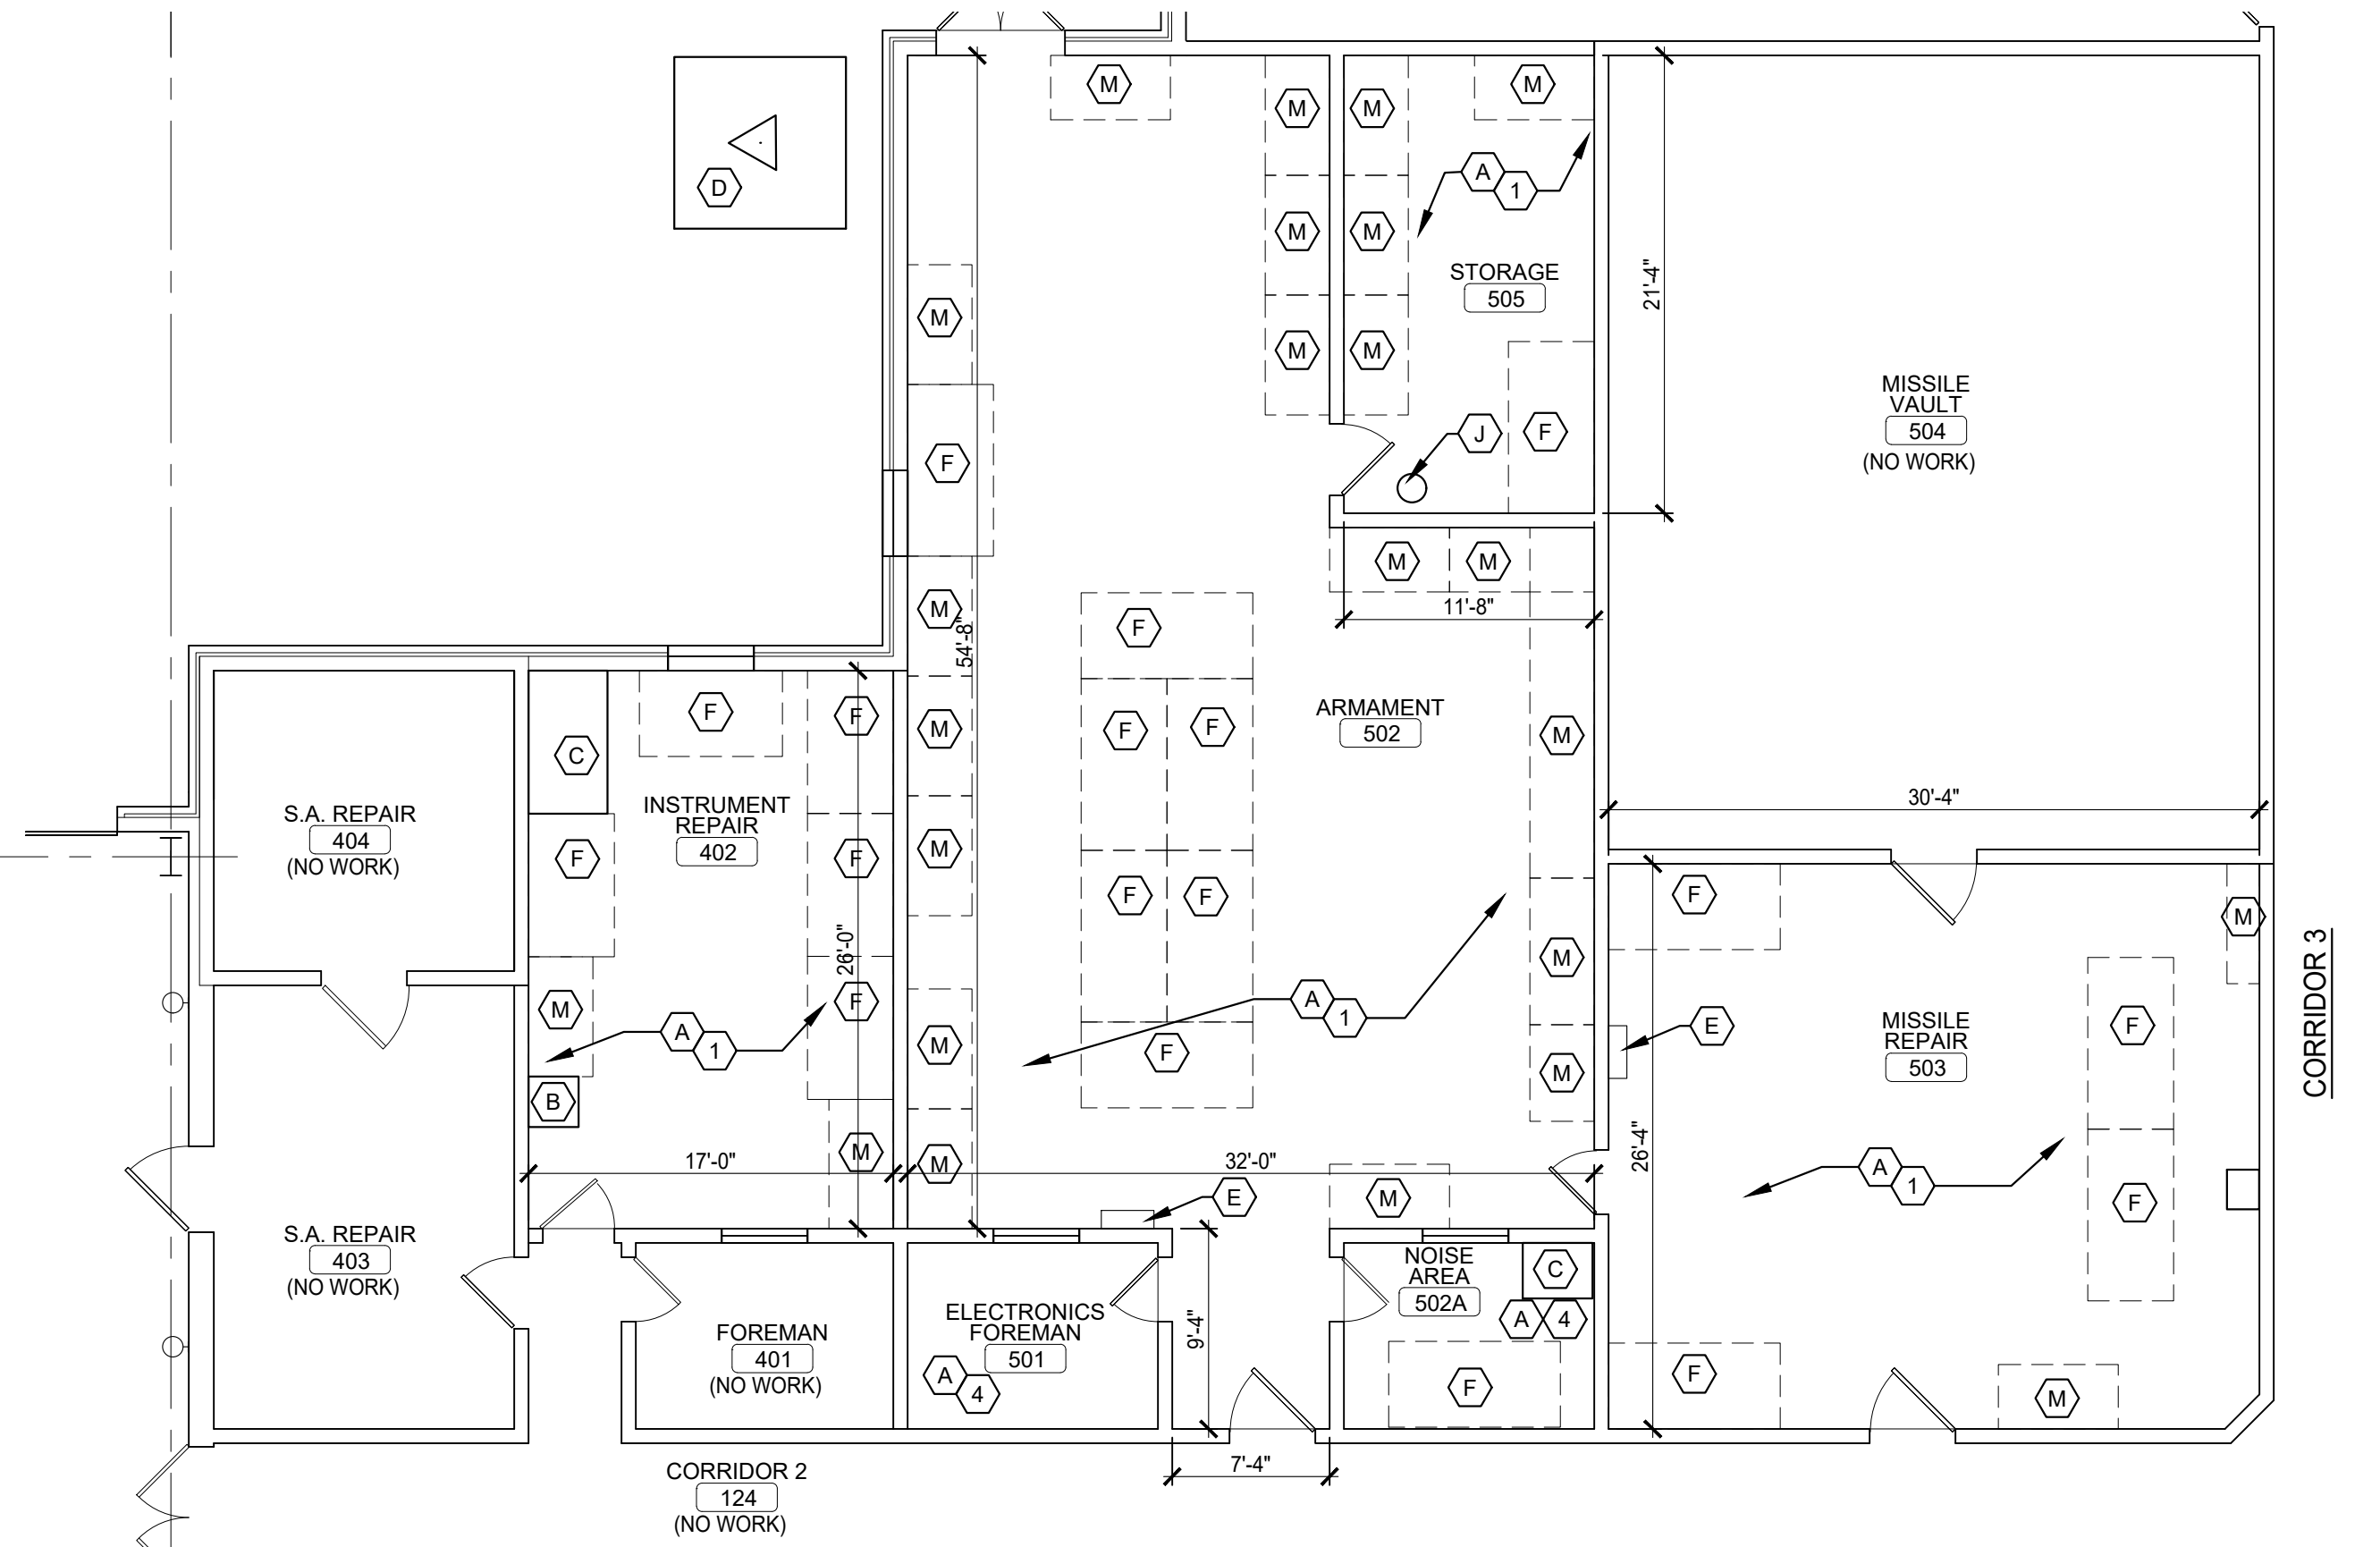 M
M
M
M
M
D
A
1
M
M
STORAGE
505
21'-4"
M
M
M
MISSILE
VAULT
504
(NO WORK)
J
F
F
M
M
11'-8"
M
F
54'-8"
F
F
F
M
F
F
ARMAMENT
502
M
C
30'-4"
S.A. REPAIR
404
(NO WORK)
INSTRUMENT
REPAIR
402
M
F
F
F
F
F
M
26'-0"
M
CORRIDOR 3
F
M
A
1
A
1
M
F
M
E
F
MISSILE
REPAIR
503
B
M
17'-0"
M
32'-0"
26'-4"
A
1
E
M
F
S.A. REPAIR
403
(NO WORK)
NOISE
AREA
502A
C
A
4
9'-4"
FOREMAN
401
(NO WORK)
ELECTRONICS
FOREMAN
501
A
4
F
F
M
CORRIDOR 2
124
(NO WORK)
7'-4"